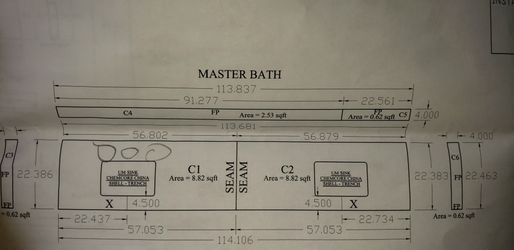 INST
MASTER BATH
113.837
91.277
22.561
C4 FP Area = 2.53 sqft FP Area = 0.62 sqft C5
4.000
113.681
56.802 56.879
4.000
C3
FP
FP
22.386
0.62 sqft
UM SINK
CHEMCORE CHINA
SHELL - TRENCH
C1
Area = 8.82 sqft
SEAM SEAM
C2
Area = 8.82 sqft
UM SINK
CHEMCORE CHINA
SHELL - TRENCH
22.383
C6
FP
FP
22.463
Area = 0.62 sqft
X 4.500
4.500 X
22.437
22.734
57.053 57.053
114.106